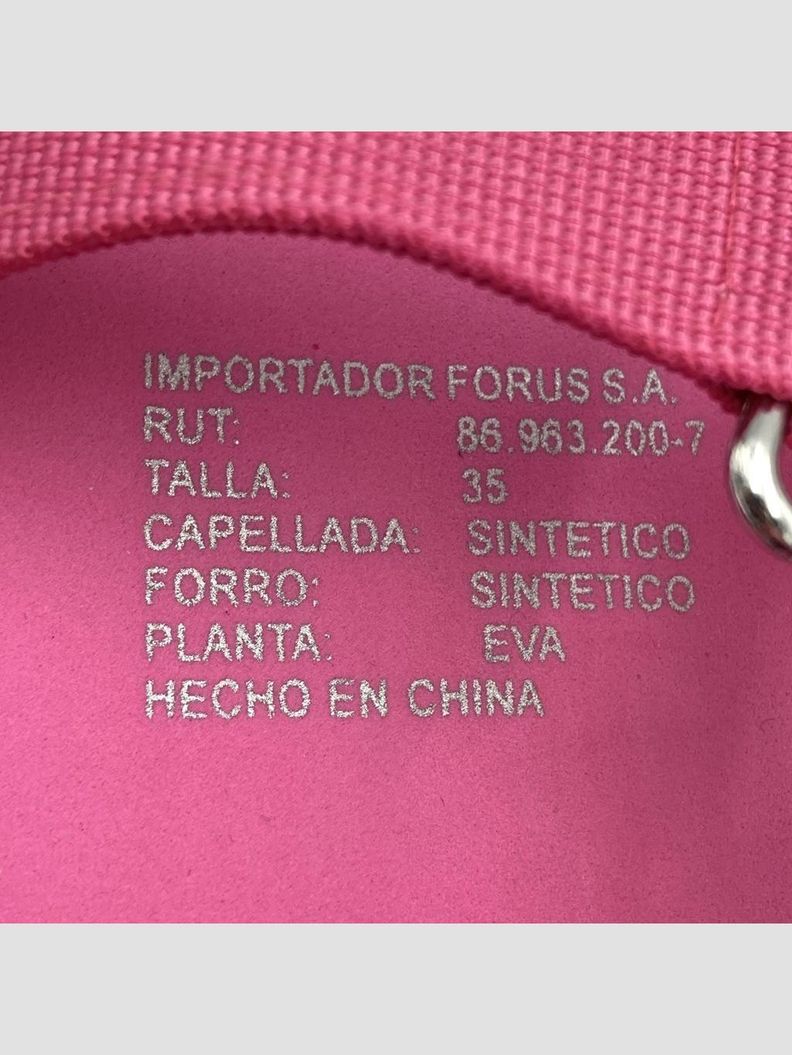 IMPORTADOR FORUS S.A.
RUT: 86.963.200-7
TALLA: 35
CAPELLADA: SINTETICO
FORRO: SINTETICO
PLANTA: EVA
HECHO EN CHINA